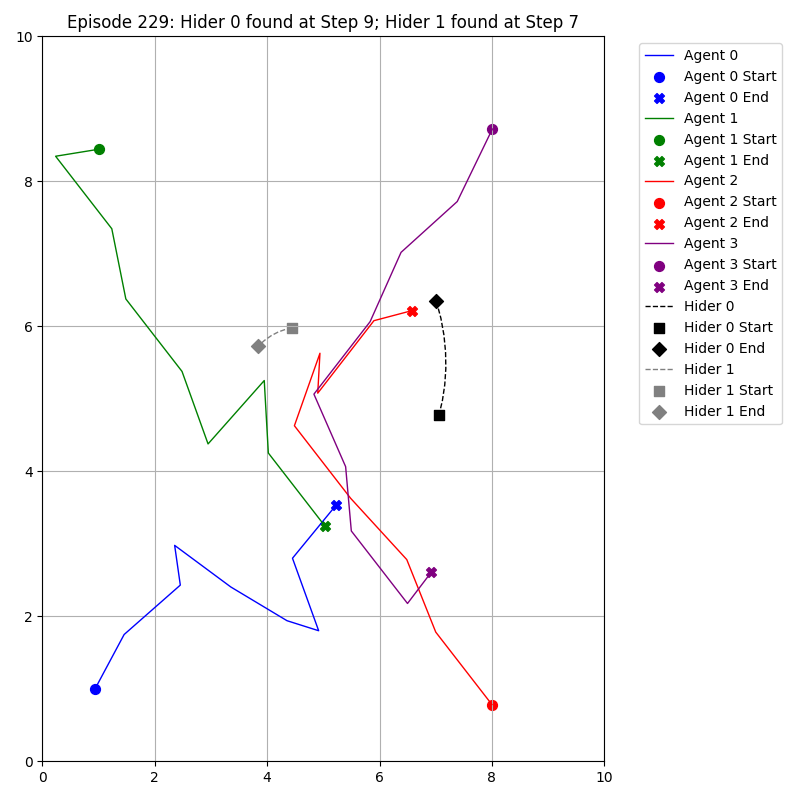 Episode 229: Hider 0 found at Step 9; Hider 1 found at Step 7
10
8
6
4
2
0
0 2 4 6 8 10
Agent 0
Agent 0 Start
Agent 0 End
Agent 1
Agent 1 Start
Agent 1 End
Agent 2
Agent 2 Start
Agent 2 End
Agent 3
Agent 3 Start
Agent 3 End
Hider 0
Hider 0 Start
Hider 0 End
Hider 1
Hider 1 Start
Hider 1 End